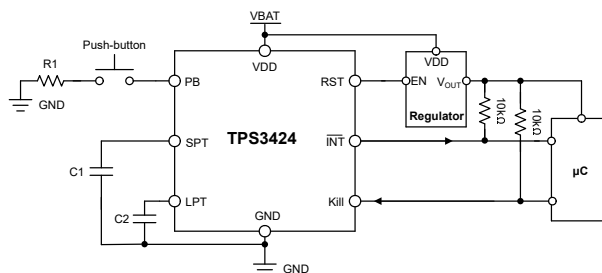 VBAT
Push-button
R1
GND
VDD
PB
RST
SPT
TPS3424
INT
C1
LPT
C2
GND
Kill
GND
VDD
EN
VOUT
Regulator
10kΩ
10kΩ
µC